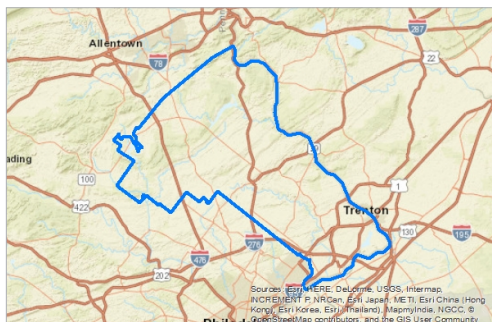 Allentown
78
287
22
ading
100
422
1
Trenton
130
195
276
476
202
Sources: Esri, HERE, DeLorme, USGS, Intermap,
INCREMENT P, NRCan, Esri Japan, METI, Esri China (Hong
Kong), Esri Korea, Esri (Thailand), MapmyIndia, NGCC, ©
OpenStreetMap contributors, and the GIS User Community